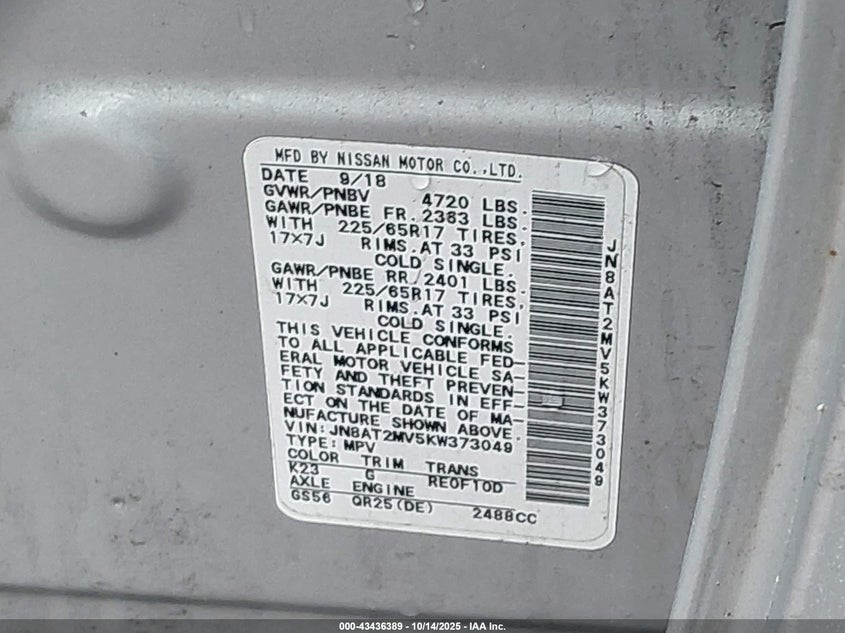 MFD BY NISSAN MOTOR CO.,LTD.
DATE 9/18
GVWR/PNBV 4720 LBS.
GAWR/PNBE FR. 2383 LBS.
WITH 225/65R17 TIRES,
17X7J RIMS.AT 33 PSI
COLD SINGLE.
GAWR/PNBE RR/2401 LBS.
WITH 225/65R17 TIRES,
17X7J RIMS.AT 33 PSI
COLD SINGLE.
THIS VEHICLE CONFORMS
TO ALL APPLICABLE FED-
ERAL MOTOR VEHICLE SA-
FETY AND THEFT PREVEN-
TION STANDARDS IN EFF-
ECT ON THE DATE OF MA-
NUFACTURE SHOWN ABOVE.
VIN:JN8AT2MV5KW373049
TYPE: MPV
COLOR TRIM TRANS
K23 G RE0F10D
AXLE ENGINE
GS56 QR25(DE) 2488CC
JN8AT2MV5KW373049
000-43436389 - 10/14/2025 - IAA Inc.